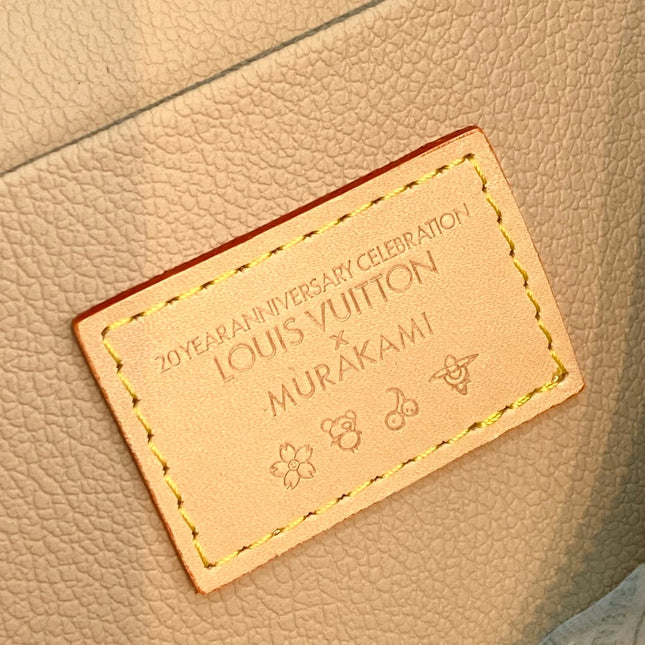 20 YEAR ANNIVERSARY CELEBRATION
LOUIS VUITTON
x
MURAKAMI